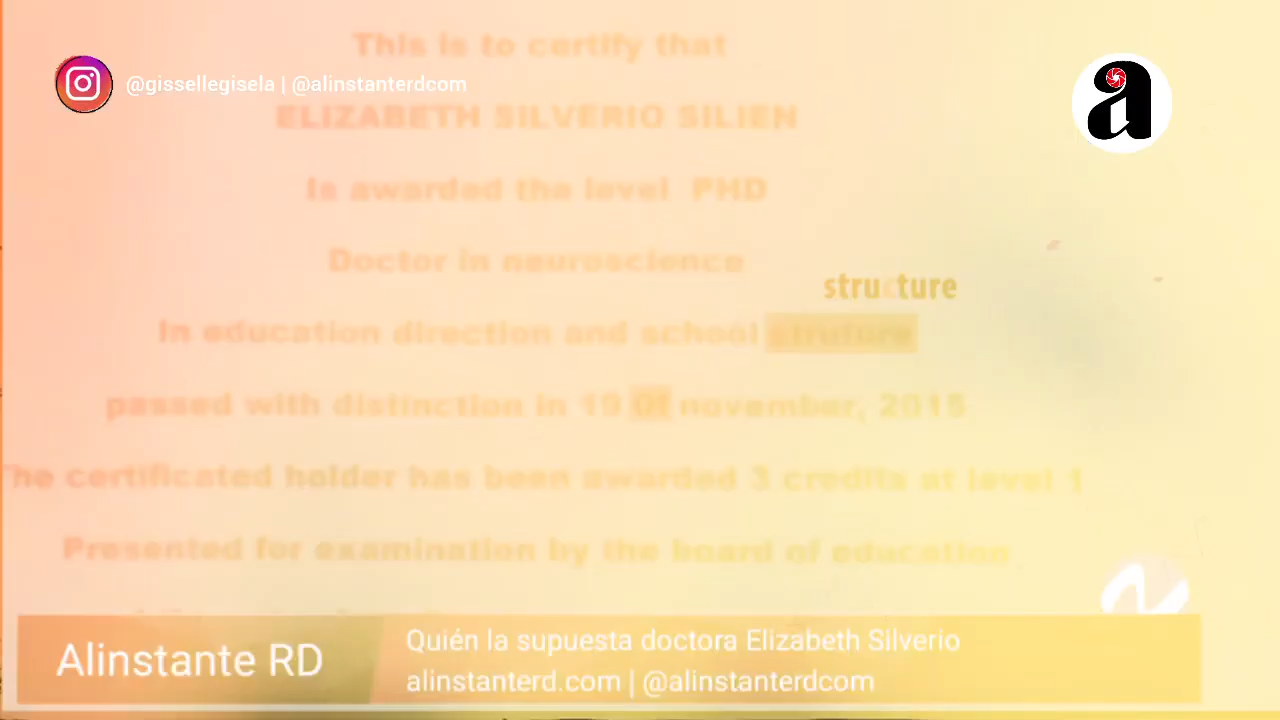 This is to certify that
@gissellegisela | @alinstanterdcom
a
ELIZABETH SILVERIO SILIEN
Is awarded the level PHD
Doctor in neuroscience
structure
In education direction and school struture
passed with distinction in 19 Of november, 2015
The certificated holder has been awarded 3 credits at level 1
Presented for examination by the board of education
Alinstante RD
Quién la supuesta doctora Elizabeth Silverio
alinstanterd.com | @alinstanterdcom